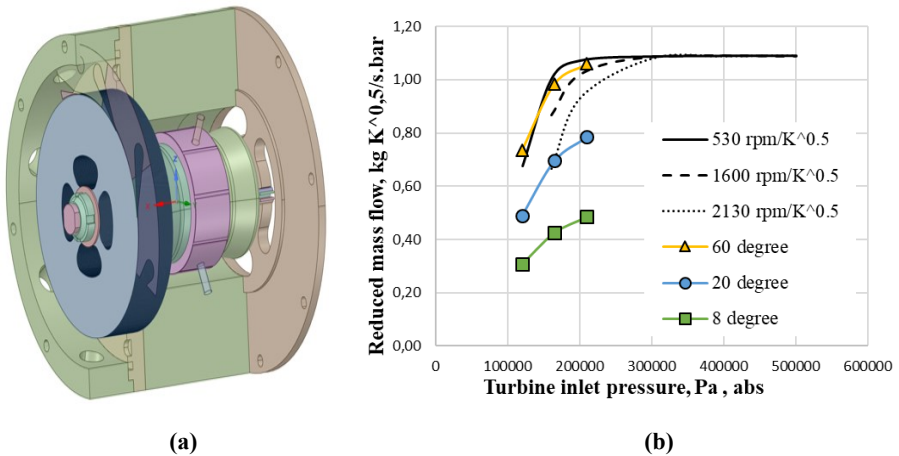 1,20
1,00
0,80
0,60
0,40
1,20
0,00
Reduced mass flow, kg K^0,5/s.bar
0
100000
200000
300000
400000
500000
600000
Turbine inlet pressure, Pa , abs
530 rpm/K^0.5
1600 rpm/K^0.5
2130 rpm/K^0.5
60 degree
20 degree
8 degree
(a)
(b)